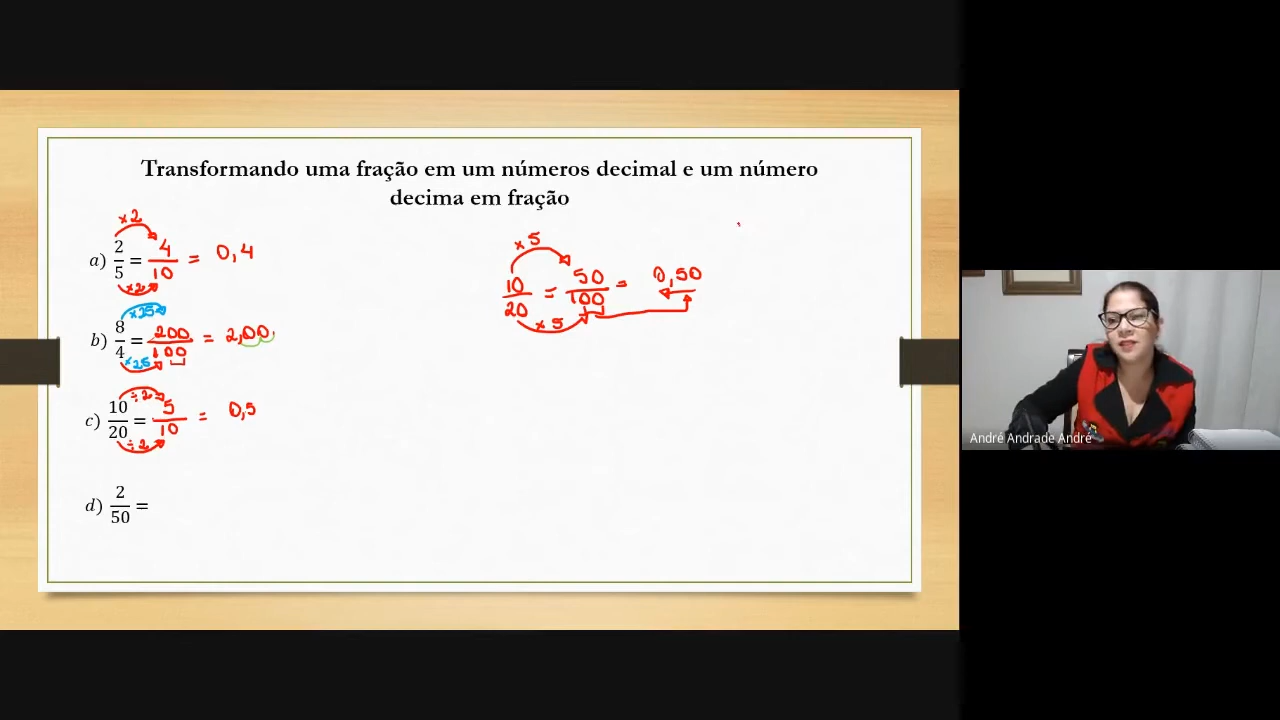 Transformando uma fração em um números decimal e um número
decima em fração
×2
a) 2/5 = 4/10 = 0,4
×2
×25
b) 8/4 = 200/100 = 2,00,
×25
÷2
c) 10/20 = 5/10 = 0,5
÷2
d) 2/50 =
×5
10/20 = 50/100 = 0,50
×5
André Andrade André